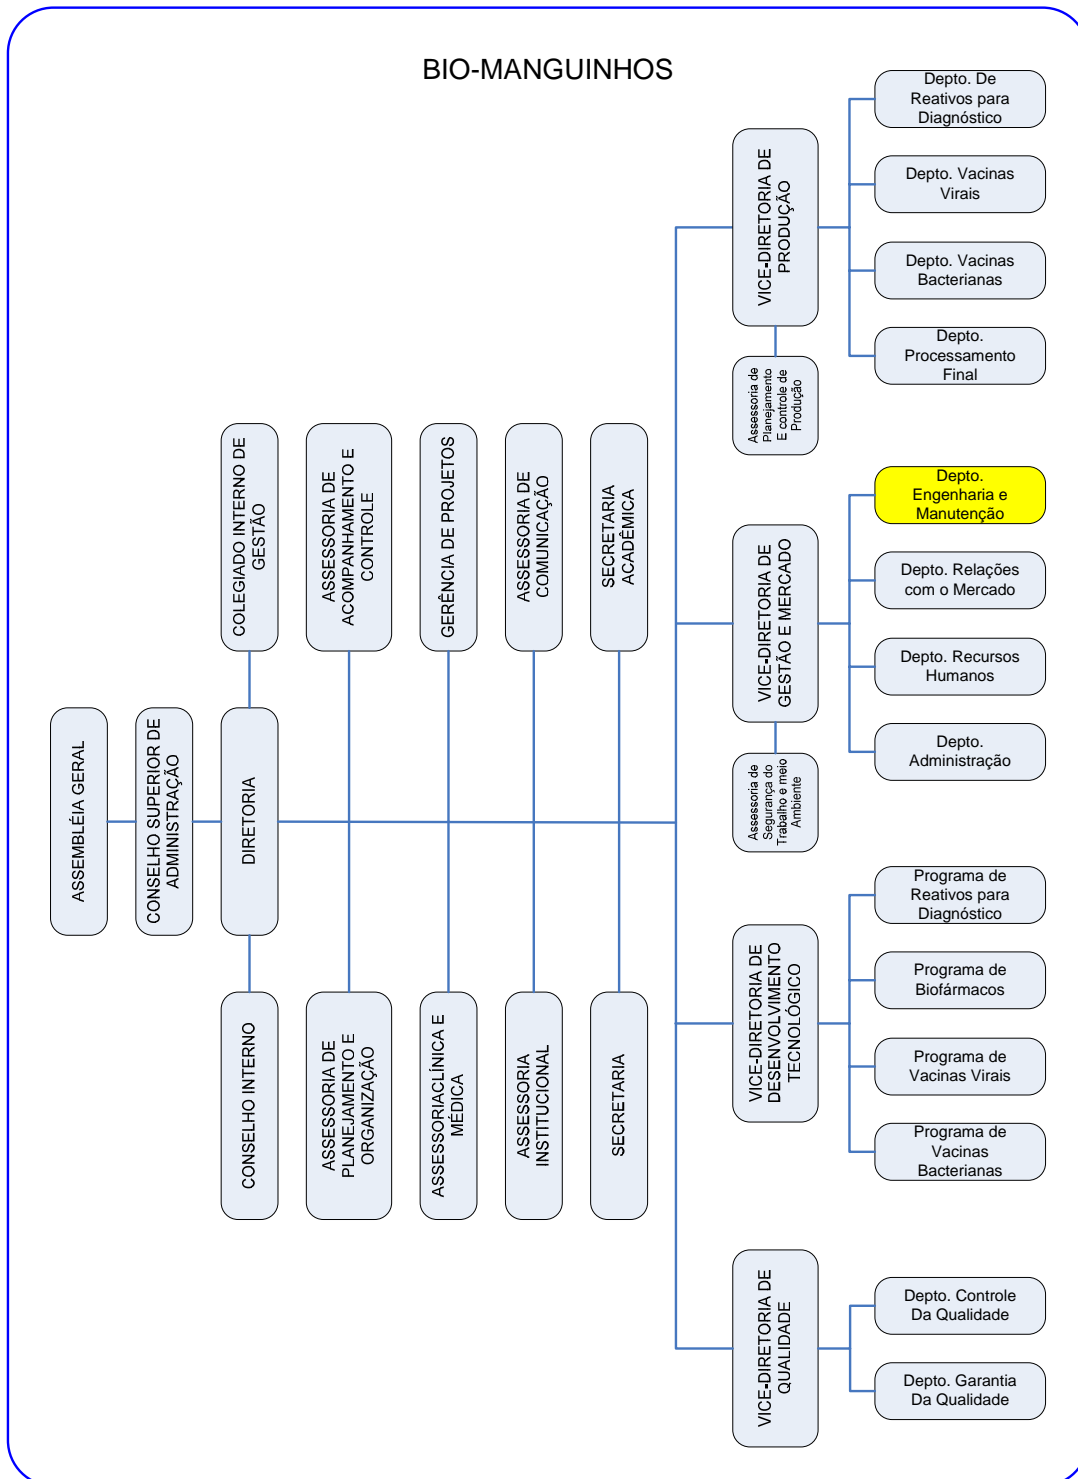 BIO-MANGUINHOS
ASSEMBLÉIA GERAL
CONSELHO SUPERIOR DE
ADMINISTRAÇÃO
DIRETORIA
CONSELHO INTERNO
COLEGIADO INTERNO DE
GESTÃO
ASSESSORIA DE
PLANEJAMENTO E
ORGANIZAÇÃO
ASSESSORIA DE
ACOMPANHAMENTO E
CONTROLE
ASSESSORIACLÍNICA E
MÉDICA
GERÊNCIA DE PROJETOS
ASSESSORIA
INSTITUCIONAL
ASSESSORIA DE
COMUNICAÇÃO
SECRETARIA
SECRETARIA
ACADÊMICA
VICE-DIRETORIA DE
QUALIDADE
VICE-DIRETORIA DE
DESENVOLVIMENTO
TECNOLÓGICO
Assessoria de
Segurança do
Trabalho e meio
Ambiente
VICE-DIRETORIA DE
GESTÃO E MERCADO
Assessoria de
Planejamento
E controle de
Produção
VICE-DIRETORIA DE
PRODUÇÃO
Depto. De
Reativos para
Diagnóstico
Depto. Vacinas
Virais
Depto. Vacinas
Bacterianas
Depto.
Processamento
Final
Depto.
Engenharia e
Manutenção
Depto. Relações
com o Mercado
Depto. Recursos
Humanos
Depto.
Administração
Programa de
Reativos para
Diagnóstico
Programa de
Biofármacos
Programa de
Vacinas Virais
Programa de
Vacinas
Bacterianas
Depto. Controle
Da Qualidade
Depto. Garantia
Da Qualidade